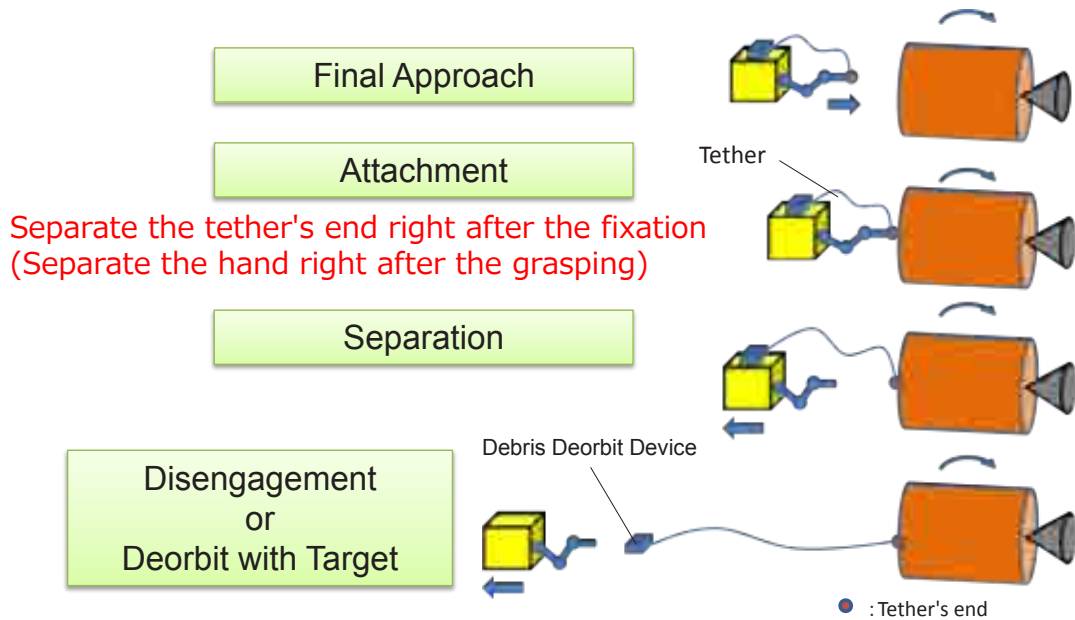 Final Approach
Attachment
Tether
Separate the tether's end right after the fixation
(Separate the hand right after the grasping)
Separation
Debris Deorbit Device
Disengagement
or
Deorbit with Target
: Tether's end